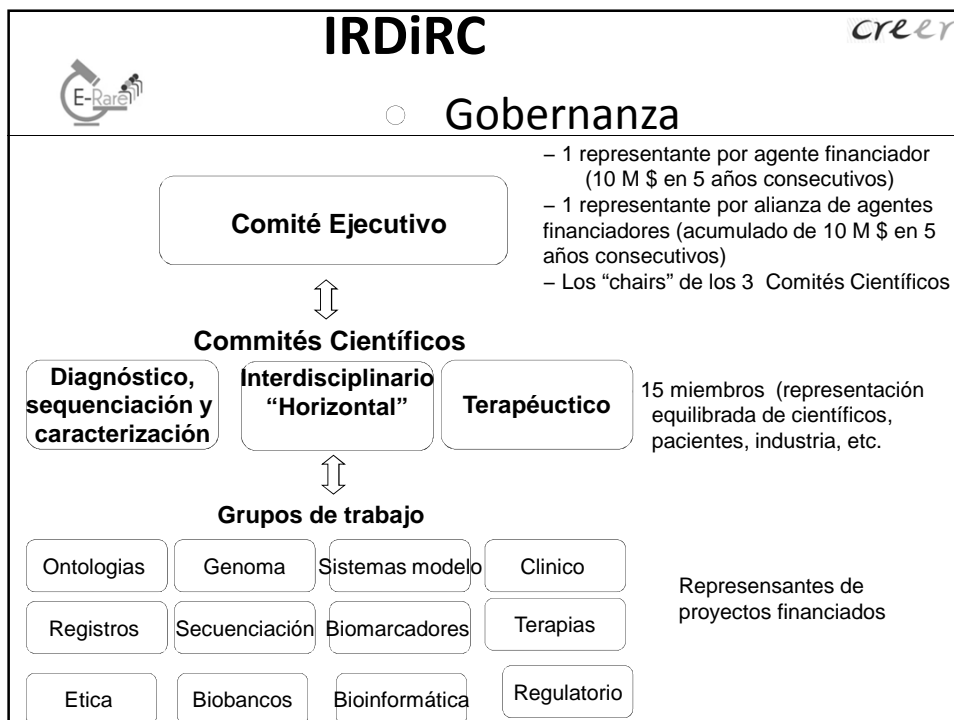 IRDiRC
creer
E-Rare
Gobernanza
– 1 representante por agente financiador
(10 M $ en 5 años consecutivos)
– 1 representante por alianza de agentes
financiadores (acumulado de 10 M $ en 5
años consecutivos)
– Los “chairs” de los 3 Comités Científicos
Comité Ejecutivo
Commités Científicos
Diagnóstico,
sequenciación y
caracterización
Interdisciplinario
“Horizontal”
Terapéuctico
15 miembros (representación
equilibrada de científicos,
pacientes, industria, etc.
Grupos de trabajo
Ontologias
Genoma
Sistemas modelo
Clinico
Registros
Secuenciación
Biomarcadores
Terapias
Represensantes de
proyectos financiados
Etica
Biobancos
Bioinformática
Regulatorio